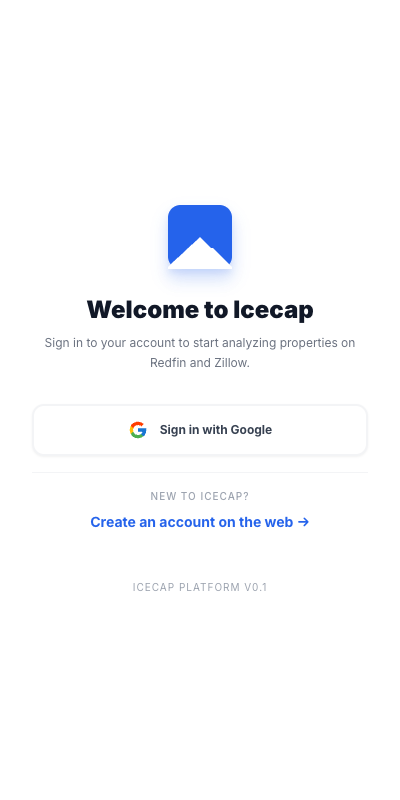 Welcome to Icecap
Sign in to your account to start analyzing properties on
Redfin and Zillow.
Sign in with Google
NEW TO ICECAP?
Create an account on the web →
ICECAP PLATFORM V0.1